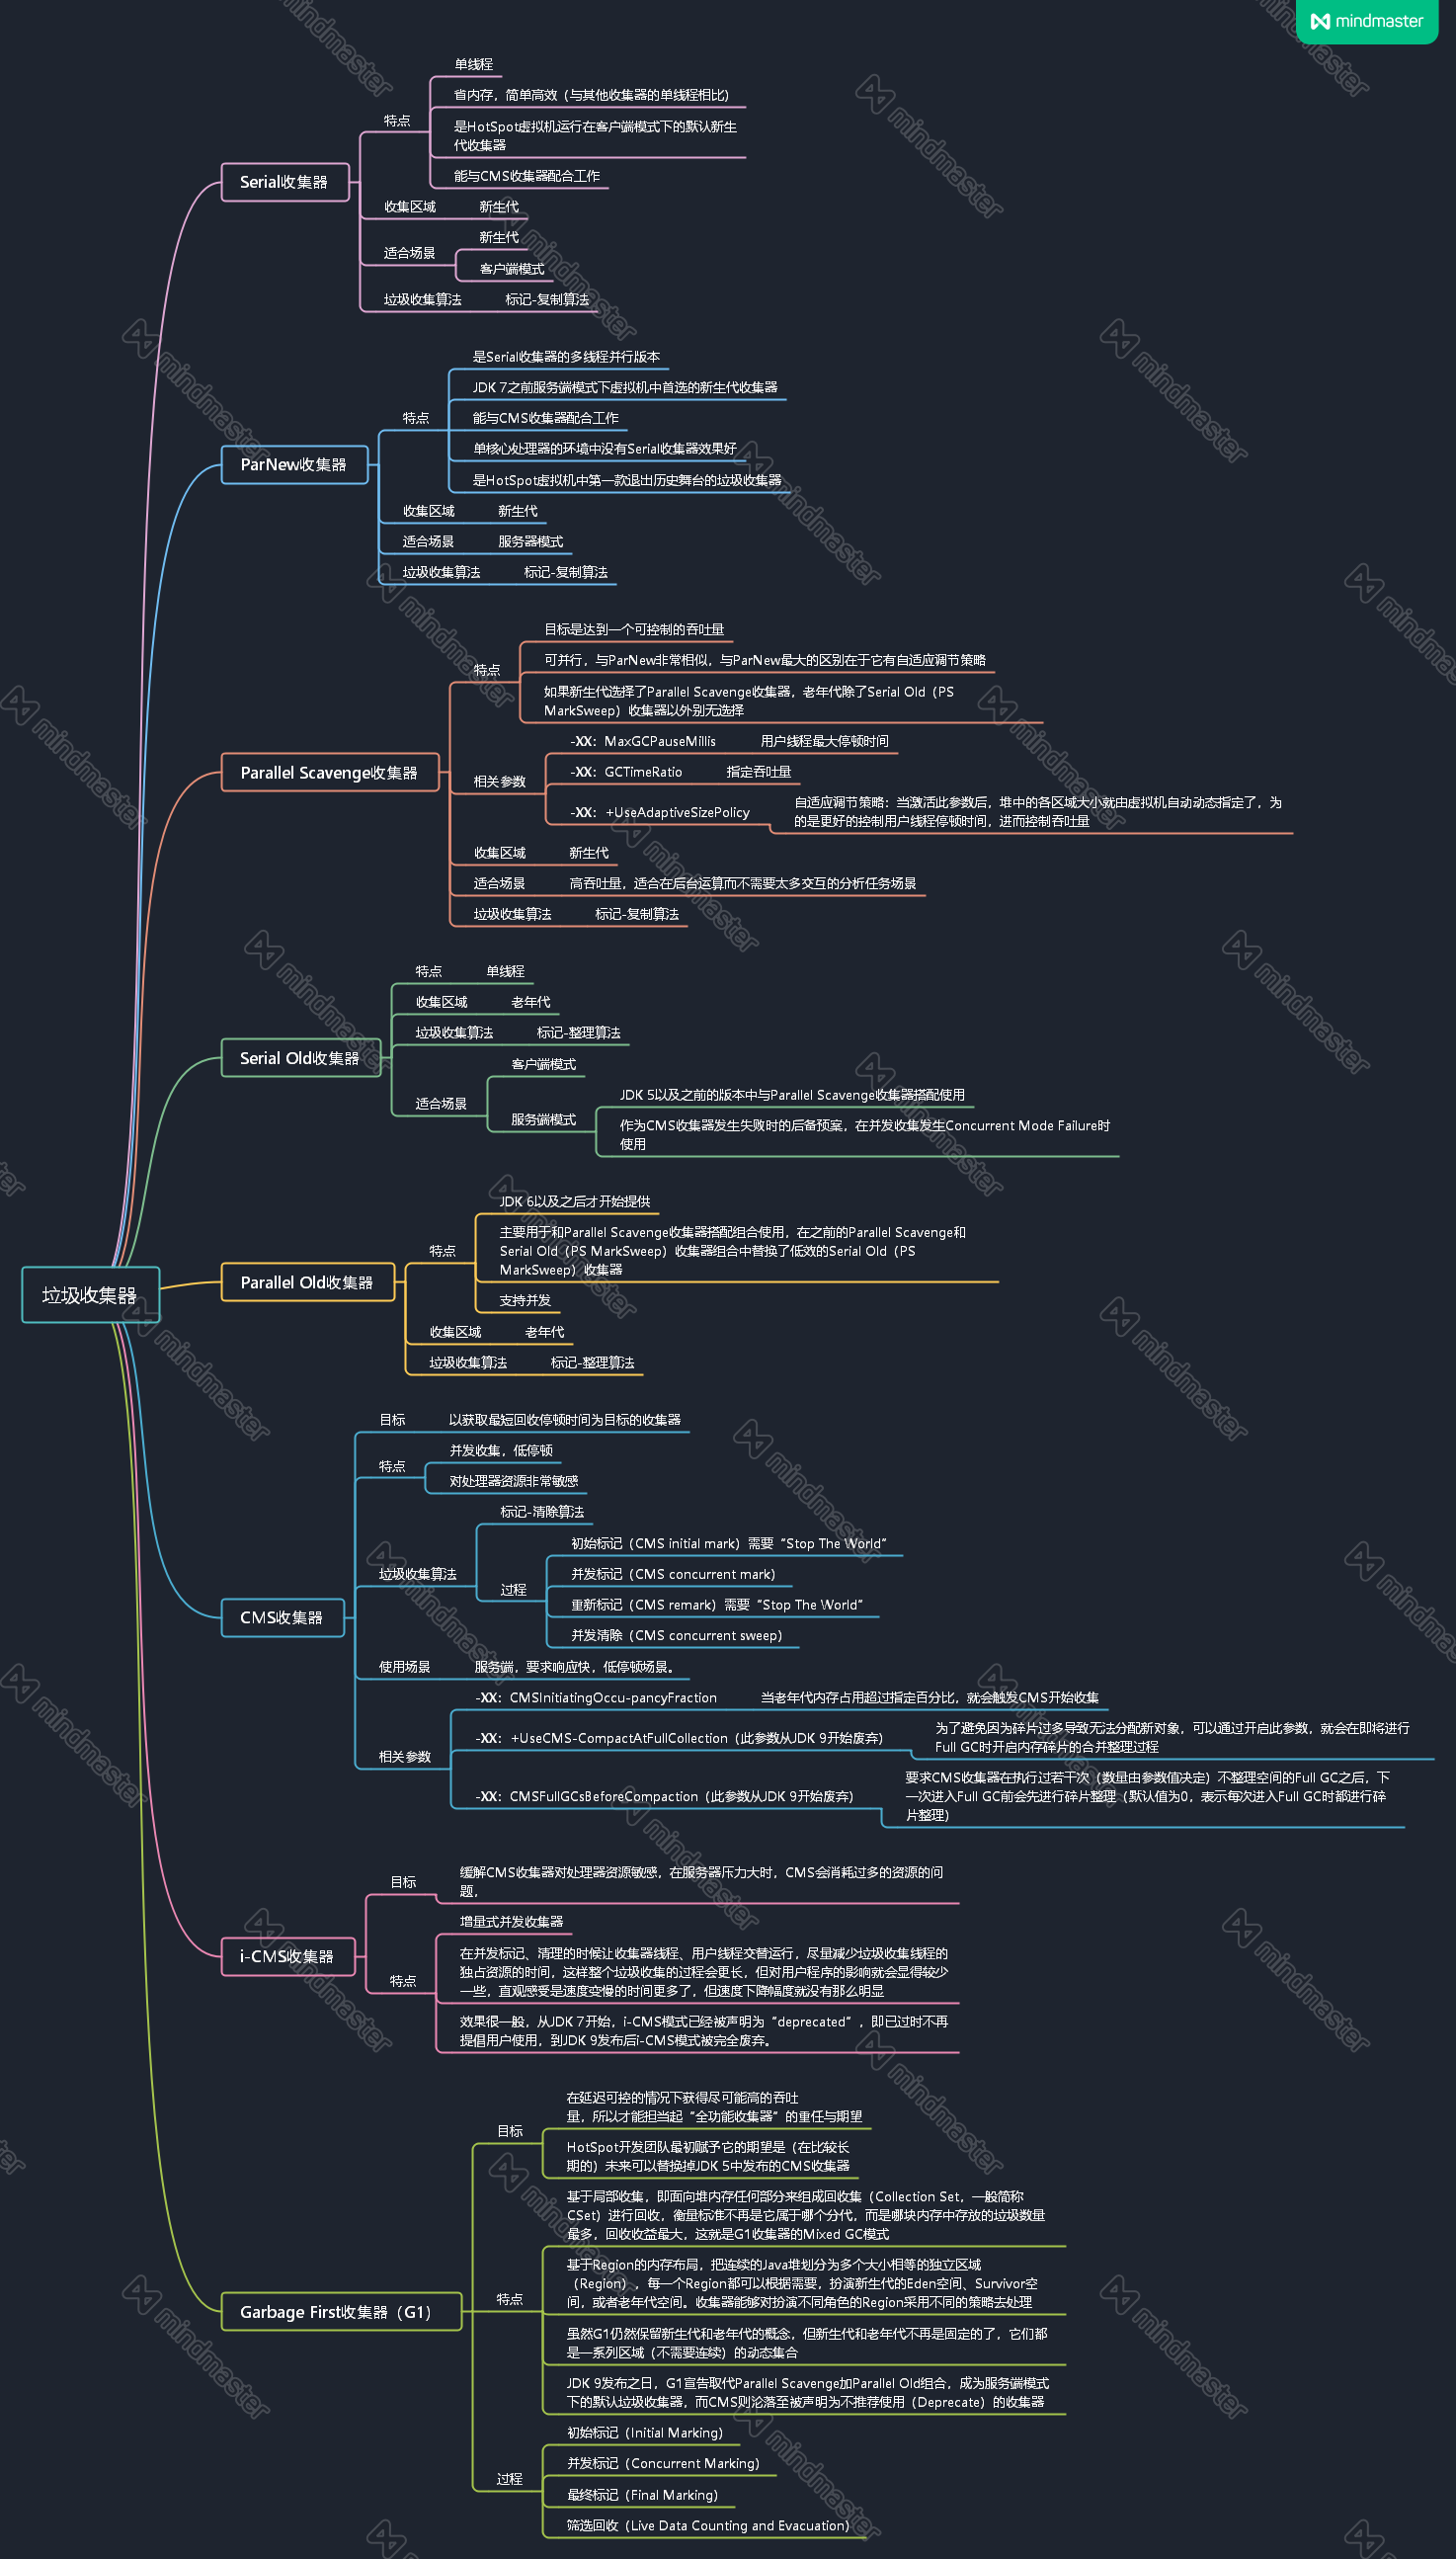 mindmaster
垃圾收集器
Serial收集器
特点
单线程
省内存，简单高效（与其他收集器的单线程相比）
是HotSpot虚拟机运行在客户端模式下的默认新生
代收集器
能与CMS收集器配合工作
收集区域
新生代
适合场景
新生代
客户端模式
垃圾收集算法
标记-复制算法
ParNew收集器
特点
是Serial收集器的多线程并行版本
JDK 7之前服务端模式下虚拟机中首选的新生代收集器
能与CMS收集器配合工作
单核心处理器的环境中没有Serial收集器效果好
是HotSpot虚拟机中第一款退出历史舞台的垃圾收集器
收集区域
新生代
适合场景
服务器模式
垃圾收集算法
标记-复制算法
Parallel Scavenge收集器
特点
目标是达到一个可控制的吞吐量
可并行，与ParNew非常相似，与ParNew最大的区别在于它有自适应调节策略
如果新生代选择了Parallel Scavenge收集器，老年代除了Serial Old（PS
MarkSweep）收集器以外别无选择
相关参数
-XX：MaxGCPauseMillis
用户线程最大停顿时间
-XX：GCTimeRatio
指定吞吐量
-XX：+UseAdaptiveSizePolicy
自适应调节策略：当激活此参数后，堆中的各区域大小就由虚拟机自动动态指定了，为
的是更好的控制用户线程停顿时间，进而控制吞吐量
收集区域
新生代
适合场景
高吞吐量，适合在后台运算而不需要太多交互的分析任务场景
垃圾收集算法
标记-复制算法
Serial Old收集器
特点
单线程
收集区域
老年代
垃圾收集算法
标记-整理算法
适合场景
客户端模式
服务端模式
JDK 5以及之前的版本中与Parallel Scavenge收集器搭配使用
作为CMS收集器发生失败时的后备预案，在并发收集发生Concurrent Mode Failure时
使用
Parallel Old收集器
特点
JDK 6以及之后才开始提供
主要用于和Parallel Scavenge收集器搭配组合使用，在之前的Parallel Scavenge和
Serial Old（PS MarkSweep）收集器组合中替换了低效的Serial Old（PS
MarkSweep）收集器
支持并发
收集区域
老年代
垃圾收集算法
标记-整理算法
CMS收集器
目标
以获取最短回收停顿时间为目标的收集器
特点
并发收集，低停顿
对处理器资源非常敏感
垃圾收集算法
标记-清除算法
过程
初始标记（CMS initial mark）需要“Stop The World”
并发标记（CMS concurrent mark）
重新标记（CMS remark）需要“Stop The World”
并发清除（CMS concurrent sweep）
使用场景
服务端，要求响应快，低停顿场景。
相关参数
-XX：CMSInitiatingOccu-pancyFraction
当老年代内存占用超过指定百分比，就会触发CMS开始收集
-XX：+UseCMS-CompactAtFullCollection（此参数从JDK 9开始废弃）
为了避免因为碎片过多导致无法分配新对象，可以通过开启此参数，就会在即将进行
Full GC时开启内存碎片的合并整理过程
-XX：CMSFullGCsBeforeCompaction（此参数从JDK 9开始废弃）
要求CMS收集器在执行过若干次（数量由参数值决定）不整理空间的Full GC之后，下
一次进入Full GC前会先进行碎片整理（默认值为0，表示每次进入Full GC时都进行碎
片整理）
i-CMS收集器
目标
缓解CMS收集器对处理器资源敏感，在服务器压力大时，CMS会消耗过多的资源的问
题，
特点
增量式并发收集器
在并发标记、清理的时候让收集器线程、用户线程交替运行，尽量减少垃圾收集线程的
独占资源的时间，这样整个垃圾收集的过程会更长，但对用户程序的影响就会显得较少
一些，直观感受是速度变慢的时间更多了，但速度下降幅度就没有那么明显
效果很一般，从JDK 7开始，i-CMS模式已经被声明为“deprecated”，即已过时不再
提倡用户使用，到JDK 9发布后i-CMS模式被完全废弃。
Garbage First收集器（G1）
目标
在延迟可控的情况下获得尽可能高的吞吐
量，所以才能担当起“全功能收集器”的重任与期望
HotSpot开发团队最初赋予它的期望是（在比较长
期的）未来可以替换掉JDK 5中发布的CMS收集器
特点
基于局部收集，即面向堆内存任何部分来组成回收集（Collection Set，一般简称
CSet）进行回收，衡量标准不再是它属于哪个分代，而是哪块内存中存放的垃圾数量
最多，回收收益最大，这就是G1收集器的Mixed GC模式
基于Region的内存布局，把连续的Java堆划分为多个大小相等的独立区域
（Region），每一个Region都可以根据需要，扮演新生代的Eden空间、Survivor空
间，或者老年代空间。收集器能够对扮演不同角色的Region采用不同的策略去处理
虽然G1仍然保留新生代和老年代的概念，但新生代和老年代不再是固定的了，它们都
是一系列区域（不需要连续）的动态集合
JDK 9发布之日，G1宣告取代Parallel Scavenge加Parallel Old组合，成为服务端模式
下的默认垃圾收集器，而CMS则沦落至被声明为不推荐使用（Deprecate）的收集器
过程
初始标记（Initial Marking）
并发标记（Concurrent Marking）
最终标记（Final Marking）
筛选回收（Live Data Counting and Evacuation）